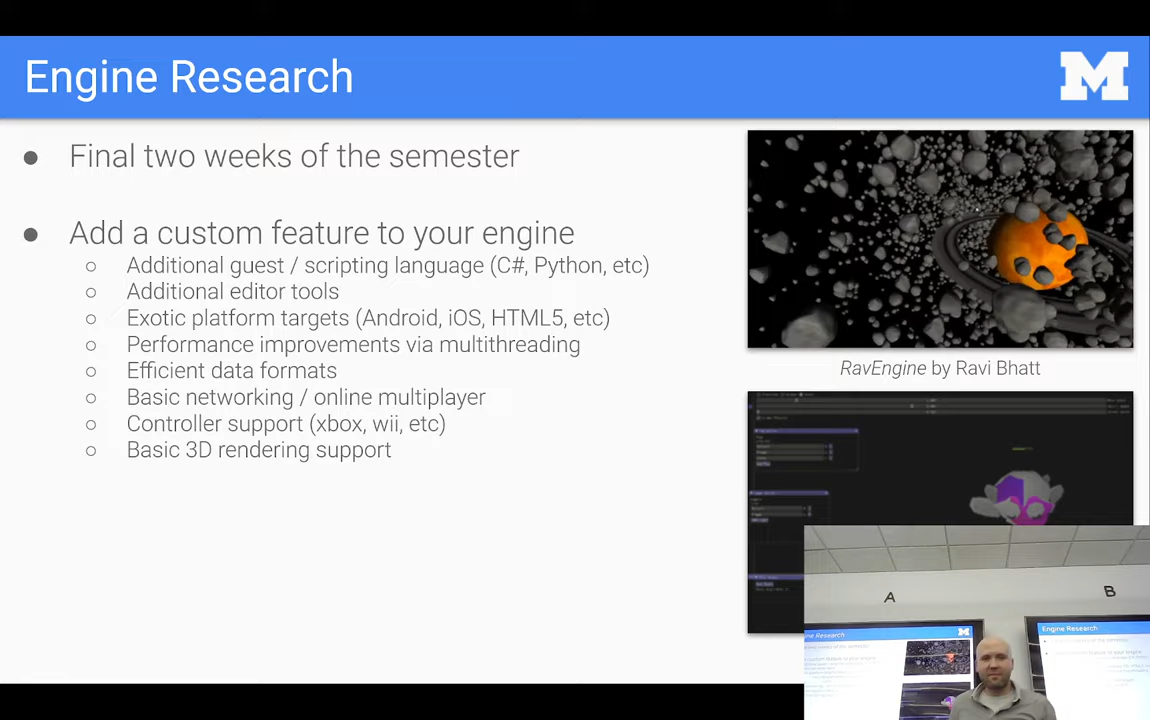 Engine Research
M
● Final two weeks of the semester
● Add a custom feature to your engine
○ Additional guest / scripting language (C#, Python, etc)
○ Additional editor tools
○ Exotic platform targets (Android, iOS, HTML5, etc)
○ Performance improvements via multithreading
○ Efficient data formats
○ Basic networking / online multiplayer
○ Controller support (xbox, wii, etc)
○ Basic 3D rendering support
RavEngine by Ravi Bhatt
A
B
Engine Research
M
Engine Research